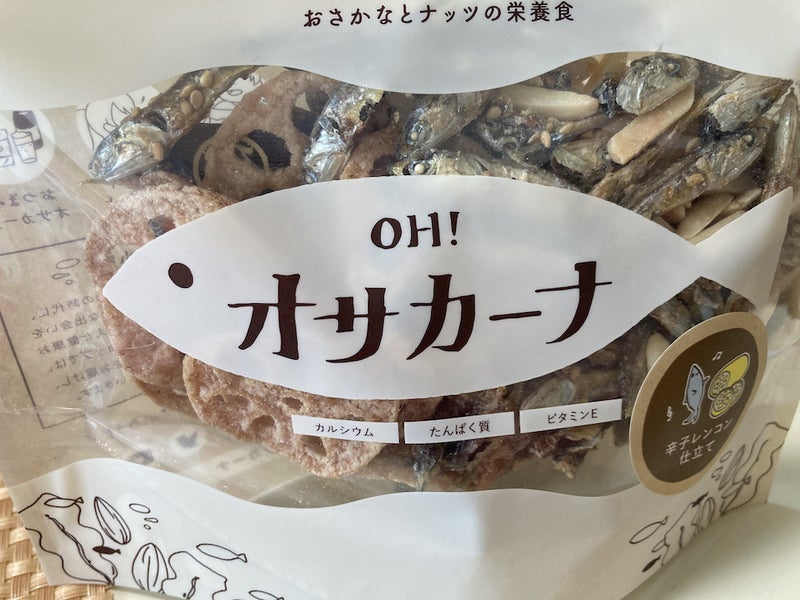 おさかなとナッツの栄養食
OH!
オサカーナ
カルシウム
たんぱく質
ビタミンE
辛子レンコン
仕立て